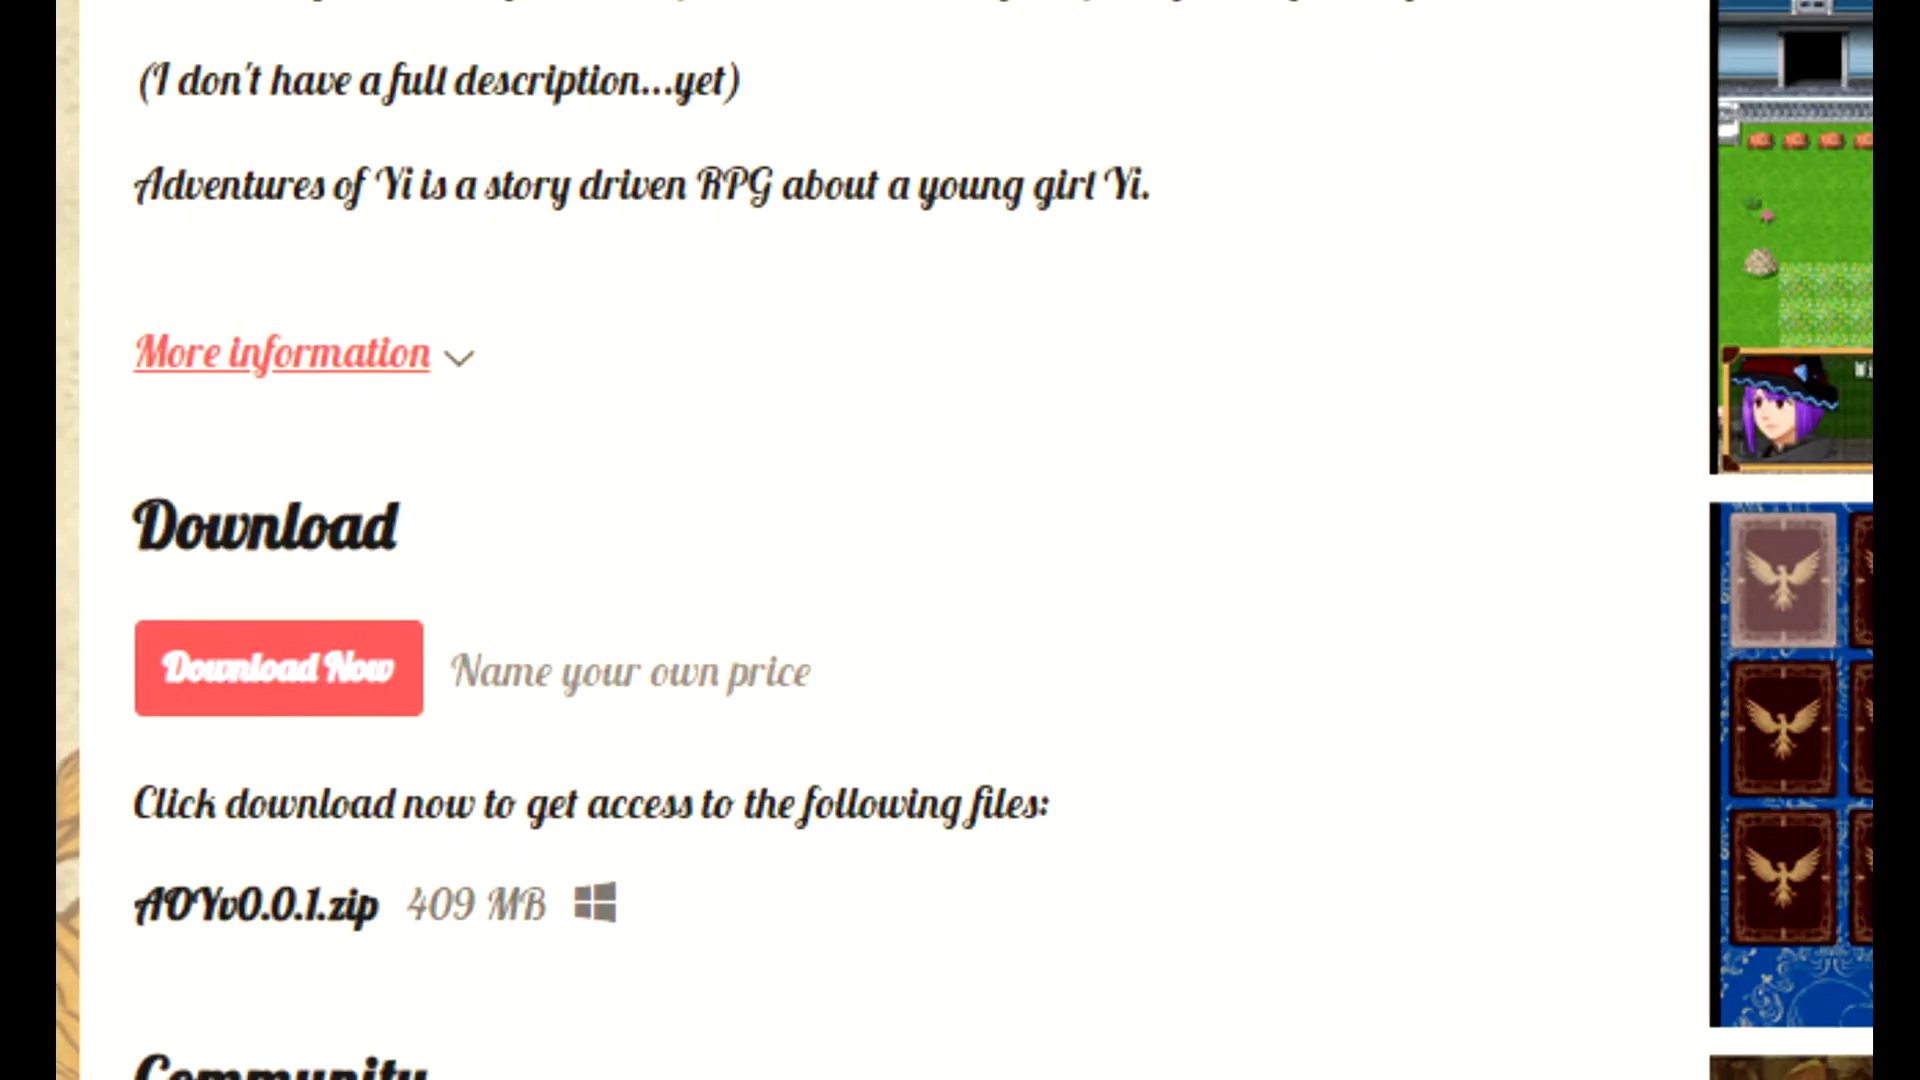 (I don't have a full description...yet)
Adventures of Yi is a story driven RPG about a young girl Yi.
More information
Download
Download Now Name your own price
Click download now to get access to the following files:
AOYv0.0.1.zip 409 MB
Community